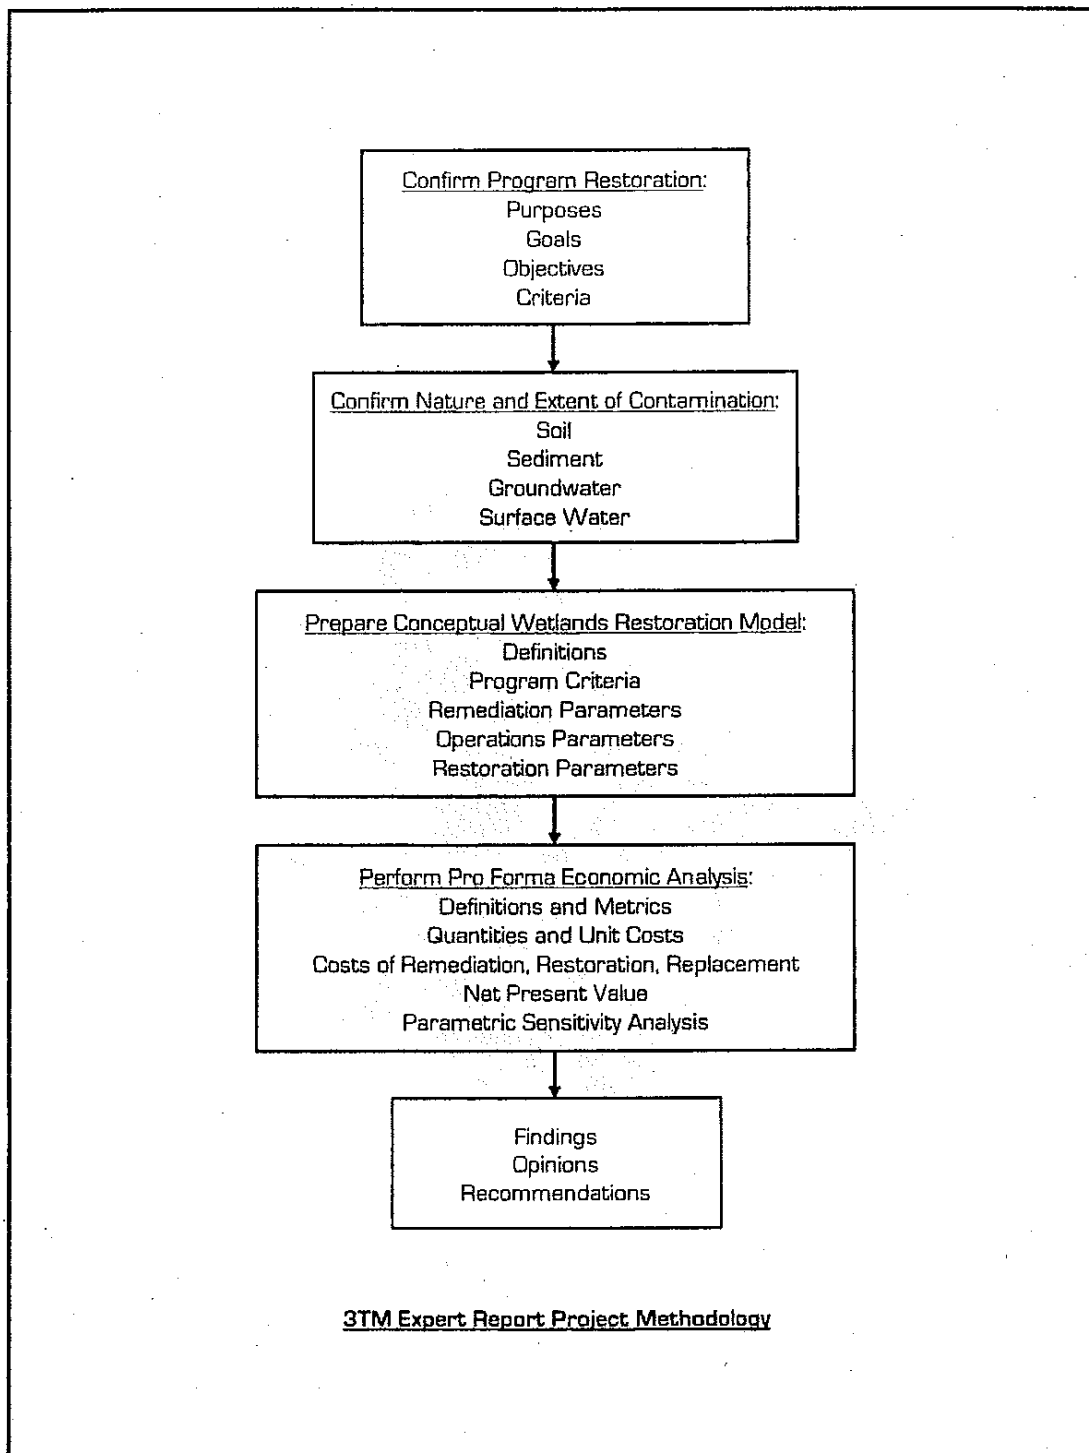 Confirm Program Restoration:
Purposes
Goals
Objectives
Criteria
Confirm Nature and Extent of Contamination:
Soil
Sediment
Groundwater
Surface Water
Prepare Conceptual Wetlands Restoration Model:
Definitions
Program Criteria
Remediation Parameters
Operations Parameters
Restoration Parameters
Perform Pro Forma Economic Analysis:
Definitions and Metrics
Quantities and Unit Costs
Costs of Remediation, Restoration, Replacement
Net Present Value
Parametric Sensitivity Analysis
Findings
Opinions
Recommendations
3TM Expert Report Project Methodology